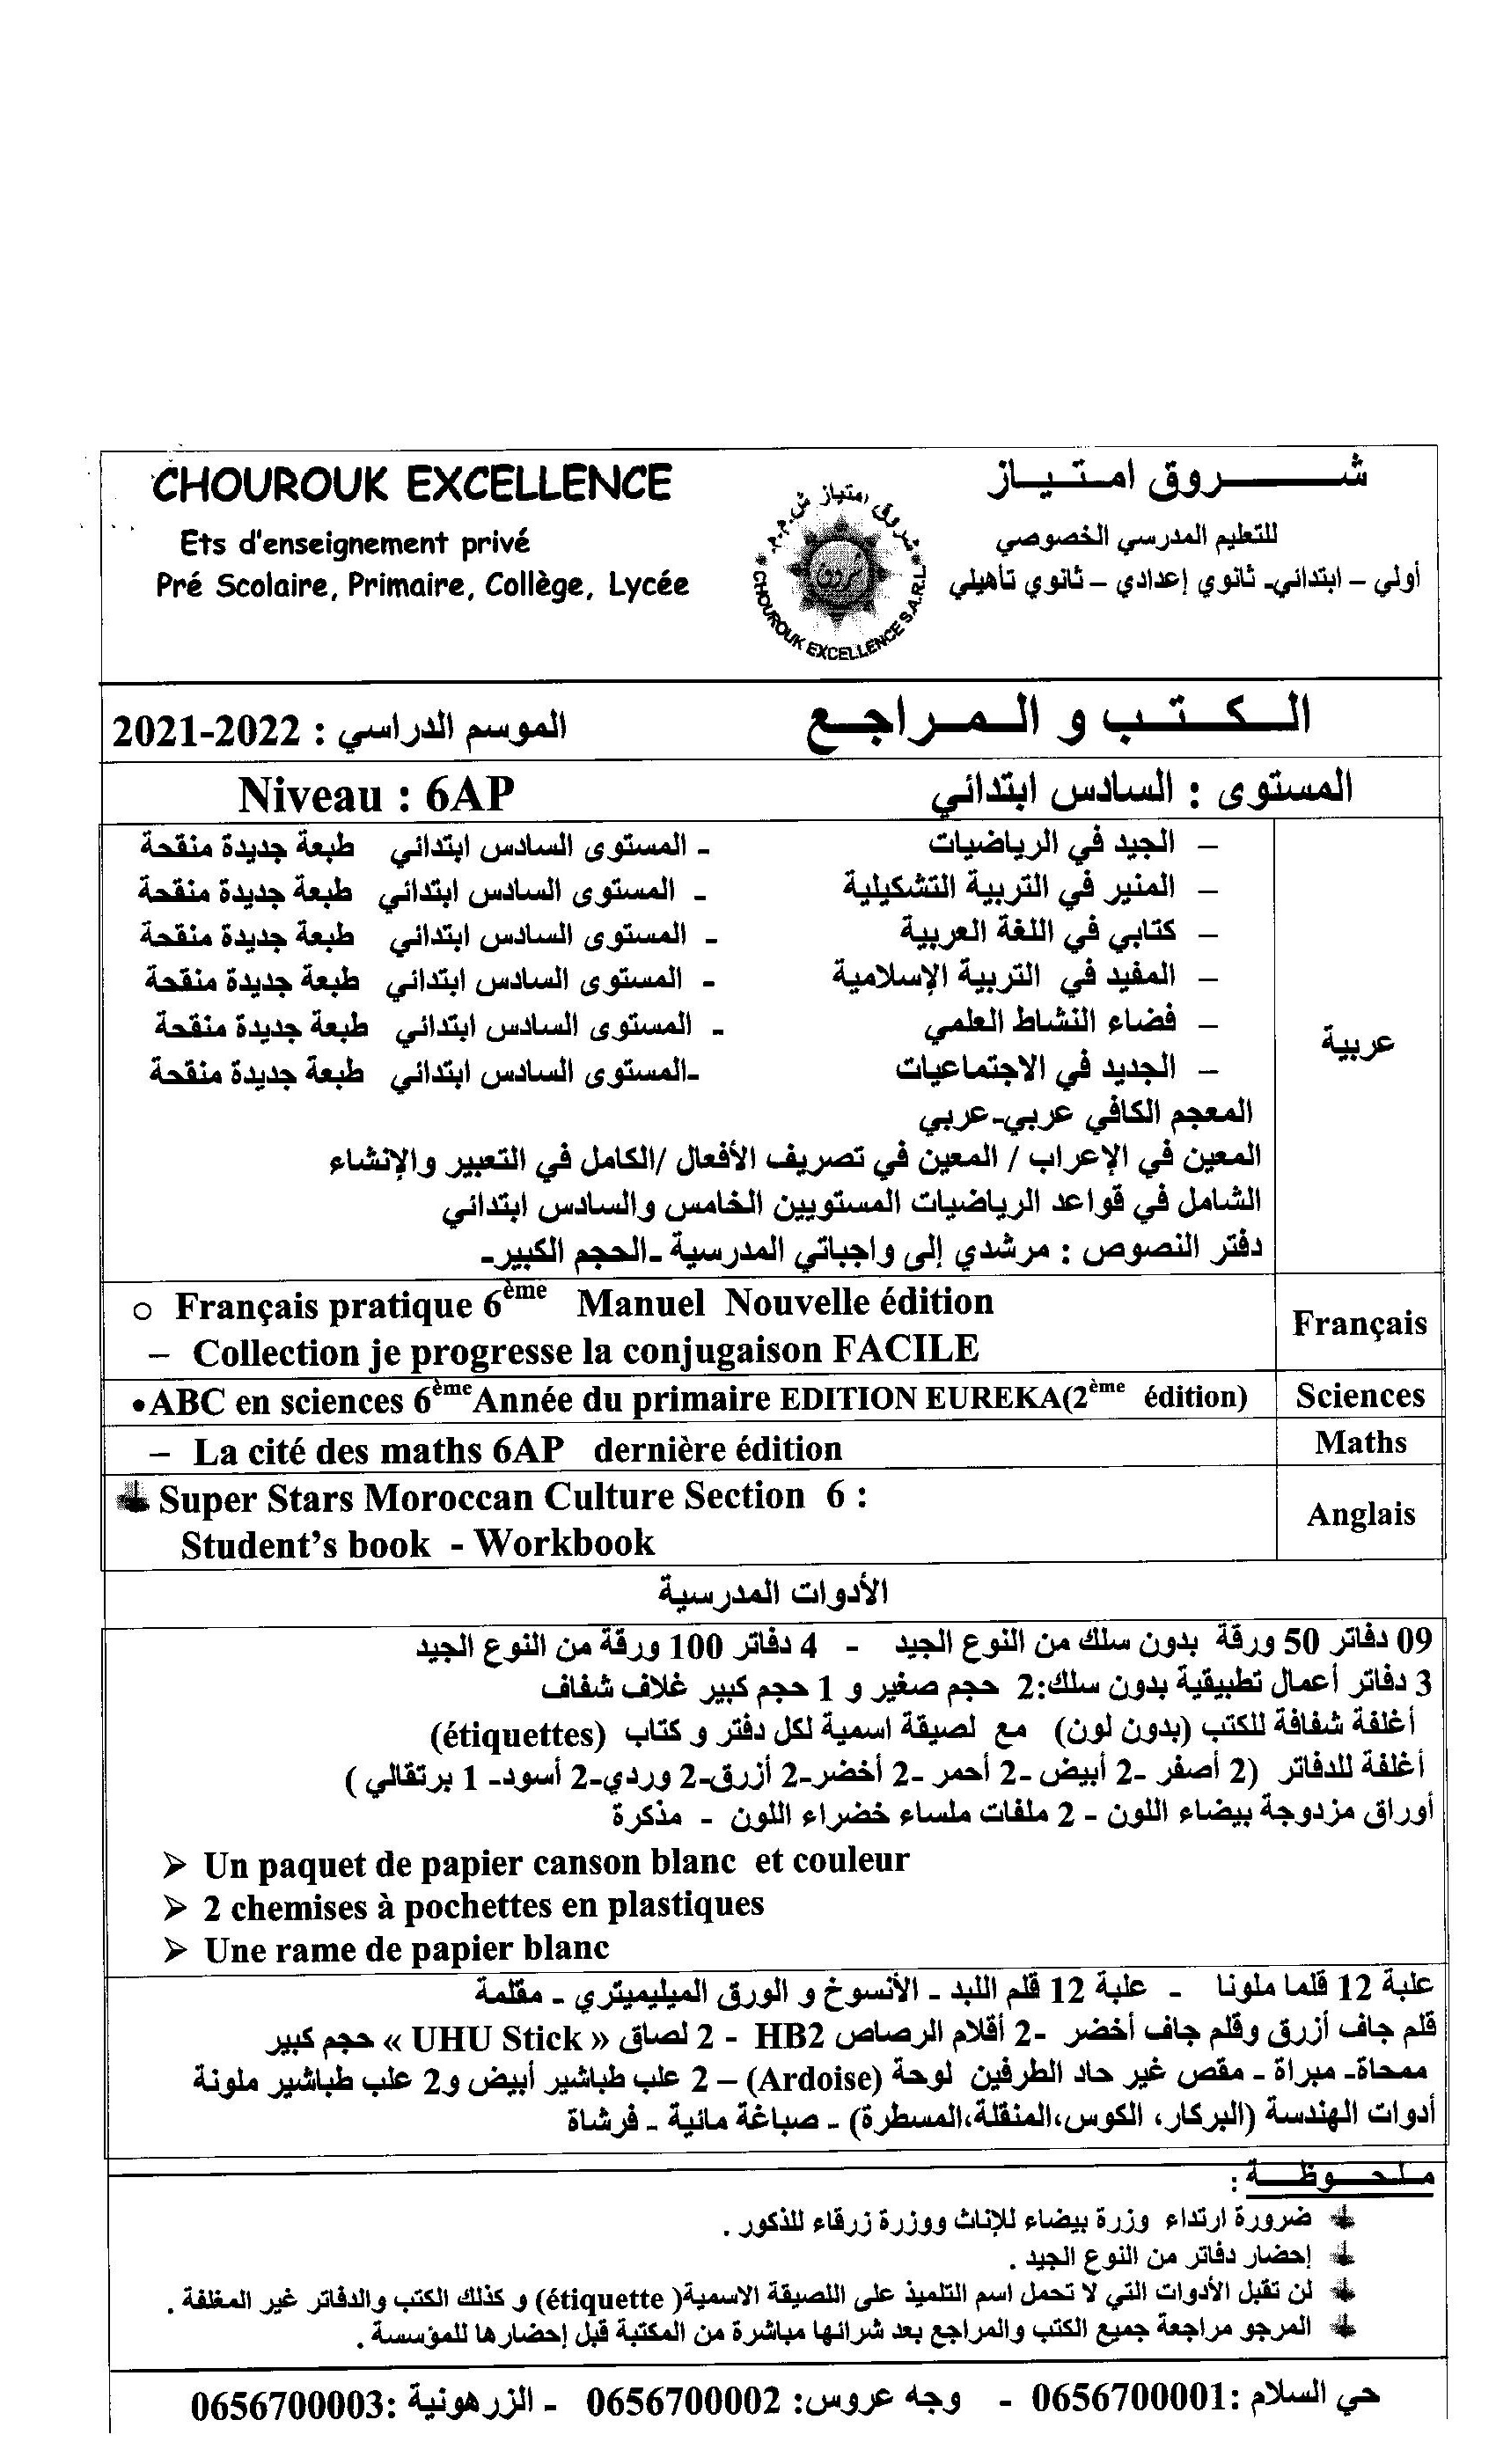 CHOUROUK EXCELLENCE
Ets d'enseignement privé
Pré Scolaire, Primaire, Collège, Lycée
شروق امتياز ش.م.م.
شروق
CHOUROUK EXCELLENCE S.A.R.L
شـــــروق امـتـيـاز
للتعليم المدرسي الخصوصي
أولي – ابتدائي- ثانوي إعدادي – ثانوي تأهيلي
الـكـتـب و الـمـراجـع الموسم الدراسي : 2021-2022
المستوى : السادس ابتدائي Niveau : 6AP
عربية
– الجيد في الرياضيات - المستوى السادس ابتدائي طبعة جديدة منقحة
– المنير في التربية التشكيلية - المستوى السادس ابتدائي طبعة جديدة منقحة
– كتابي في اللغة العربية - المستوى السادس ابتدائي طبعة جديدة منقحة
– المفيد في التربية الإسلامية - المستوى السادس ابتدائي طبعة جديدة منقحة
– فضاء النشاط العلمي - المستوى السادس ابتدائي طبعة جديدة منقحة
– الجديد في الاجتماعيات -المستوى السادس ابتدائي طبعة جديدة منقحة
المعجم الكافي عربي-عربي
المعين في الإعراب / المعين في تصريف الأفعال /الكامل في التعبير والإنشاء
الشامل في قواعد الرياضيات المستويين الخامس والسادس ابتدائي
دفتر النصوص : مرشدي إلى واجباتي المدرسية -الحجم الكبير-
○ Français pratique 6ème Manuel Nouvelle édition
– Collection je progresse la conjugaison FACILE
Français
•ABC en sciences 6ème Année du primaire EDITION EUREKA(2ème édition) Sciences
– La cité des maths 6AP dernière édition Maths
Super Stars Moroccan Culture Section 6 :
Student's book - Workbook
Anglais
الأدوات المدرسية
09 دفاتر 50 ورقة بدون سلك من النوع الجيد - 4 دفاتر 100 ورقة من النوع الجيد
3 دفاتر أعمال تطبيقية بدون سلك:2 حجم صغير و 1 حجم كبير غلاف شفاف
أغلفة شفافة للكتب (بدون لون) مع لصيقة اسمية لكل دفتر و كتاب (étiquettes)
أغلفة للدفاتر (2 أصفر -2 أبيض -2 أحمر -2 أخضر-2 أزرق-2 وردي-2 أسود- 1 برتقالي )
أوراق مزدوجة بيضاء اللون - 2 ملفات ملساء خضراء اللون - مذكرة
➢ Un paquet de papier canson blanc et couleur
➢ 2 chemises à pochettes en plastiques
➢ Une rame de papier blanc
علبة 12 قلما ملونا - علبة 12 قلم اللبد - الأنسوخ و الورق الميليميتري - مقلمة
قلم جاف أزرق وقلم جاف أخضر -2 أقلام الرصاص HB2 - 2 لصاق « UHU Stick » حجم كبير
ممحاة- مبراة - مقص غير حاد الطرفين لوحة (Ardoise) – 2 علب طباشير أبيض و2 علب طباشير ملونة
أدوات الهندسة (البركار، الكوس،المنقلة،المسطرة) - صباغة مائية - فرشاة
مـلـحـوظـــة :
ضرورة ارتداء وزرة بيضاء للإناث ووزرة زرقاء للذكور .
إحضار دفاتر من النوع الجيد .
لن تقبل الأدوات التي لا تحمل اسم التلميذ على اللصيقة الاسمية( étiquette) و كذلك الكتب والدفاتر غير المغلفة .
المرجو مراجعة جميع الكتب والمراجع بعد شرائها مباشرة من المكتبة قبل إحضارها للمؤسسة .
حي السلام :0656700001 - وجه عروس: 0656700002 - الزرهونية :0656700003